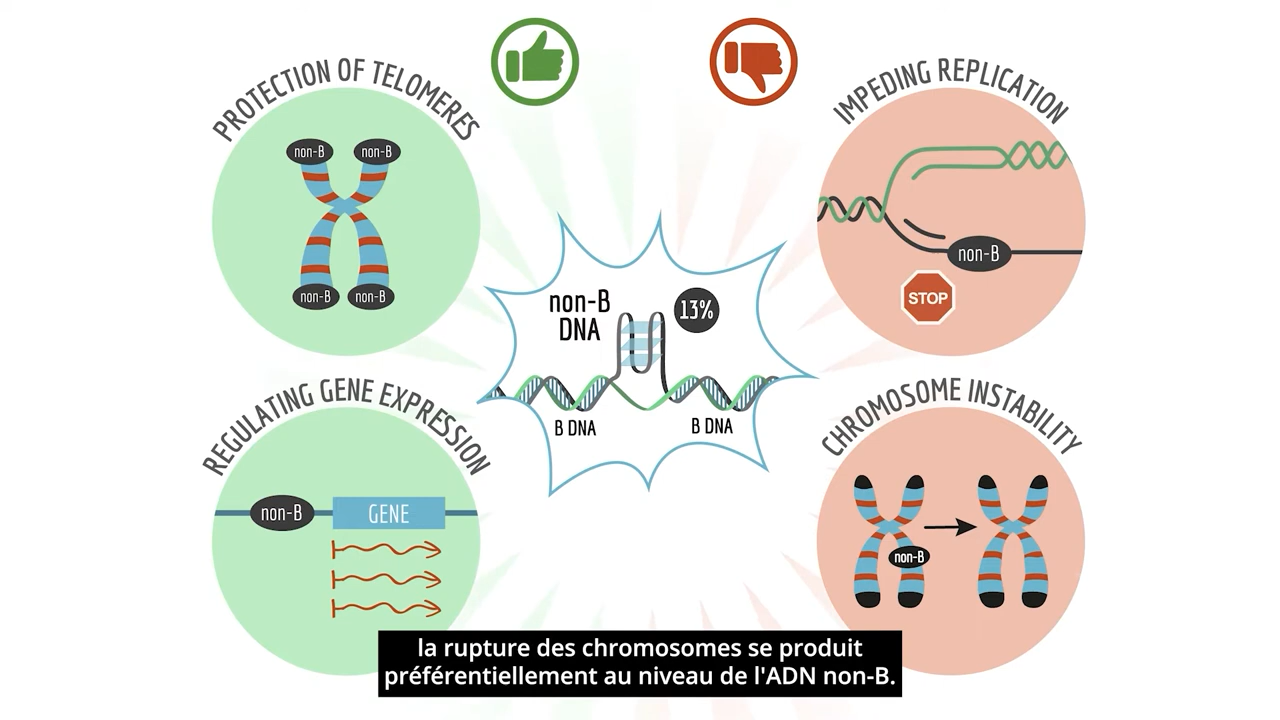 PROTECTION OF TELOMERES
non-B
non-B
non-B
non-B
IMPEDING REPLICATION
non-B
STOP
non-B
DNA
13%
B DNA
B DNA
REGULATING GENE EXPRESSION
non-B
GENE
CHROMOSOME INSTABILITY
non-B
la rupture des chromosomes se produit
préférentiellement au niveau de l'ADN non-B.